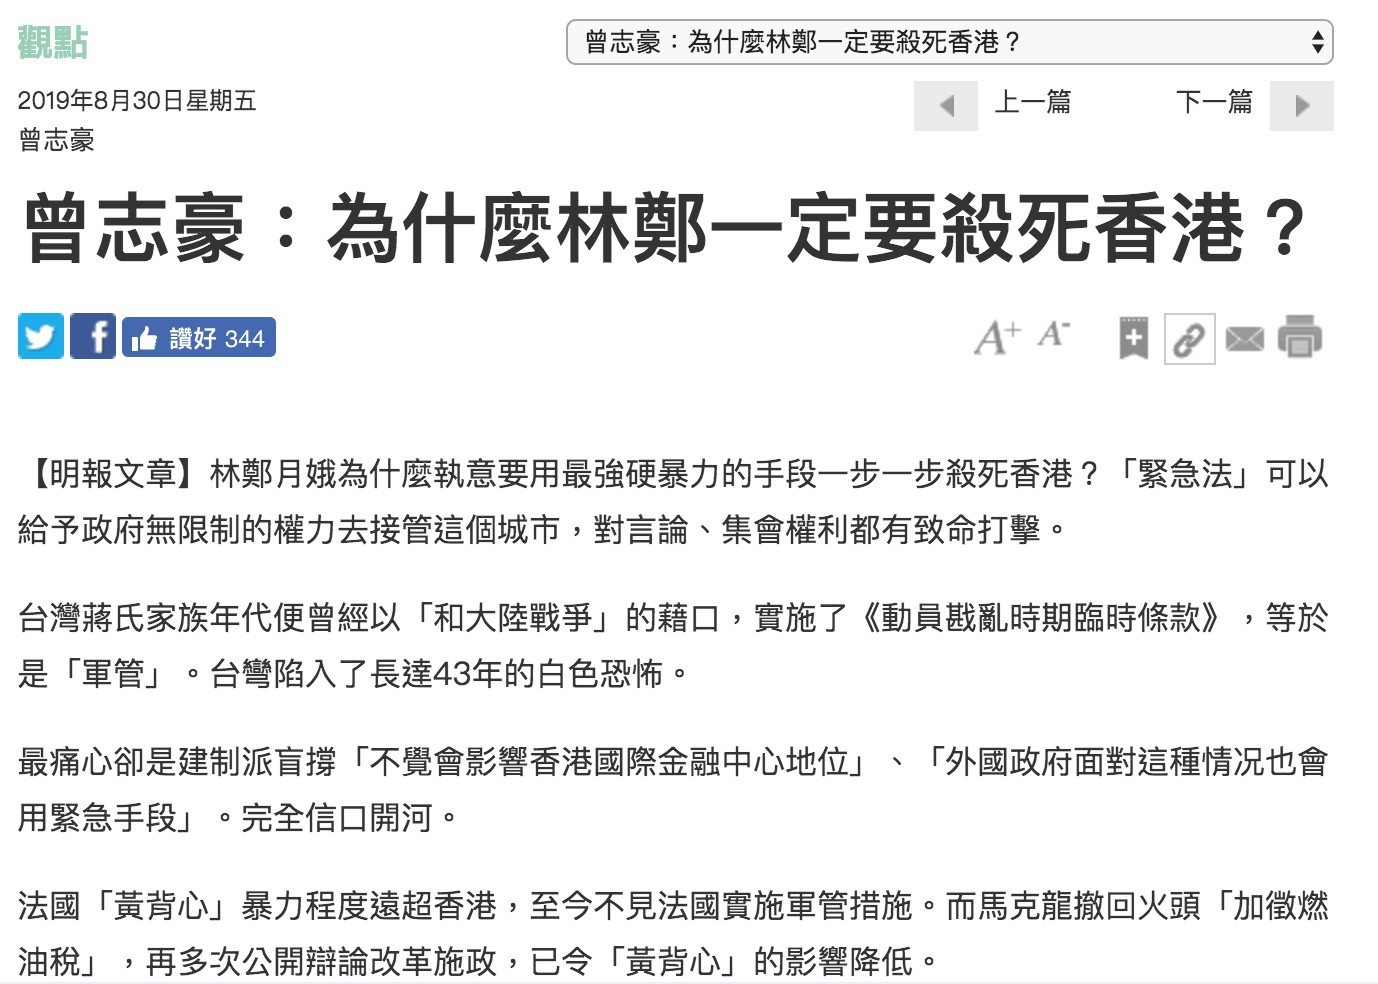 觀點
曾志豪：為什麼林鄭一定要殺死香港？
2019年8月30日星期五
上一篇
下一篇
曾志豪
曾志豪：為什麼林鄭一定要殺死香港？
讚好 344
A+ A-
【明報文章】林鄭月娥為什麼執意要用最強硬暴力的手段一步一步殺死香港？「緊急法」可以
給予政府無限制的權力去接管這個城市，對言論、集會權利都有致命打擊。
台灣蔣氏家族年代便曾經以「和大陸戰爭」的藉口，實施了《動員戡亂時期臨時條款》，等於
是「軍管」。台彎陷入了長達43年的白色恐怖。
最痛心卻是建制派盲撐「不覺會影響香港國際金融中心地位」、「外國政府面對這種情况也會
用緊急手段」。完全信口開河。
法國「黃背心」暴力程度遠超香港，至今不見法國實施軍管措施。而馬克龍撤回火頭「加徵燃
油稅」，再多次公開辯論改革施政，已令「黃背心」的影響降低。